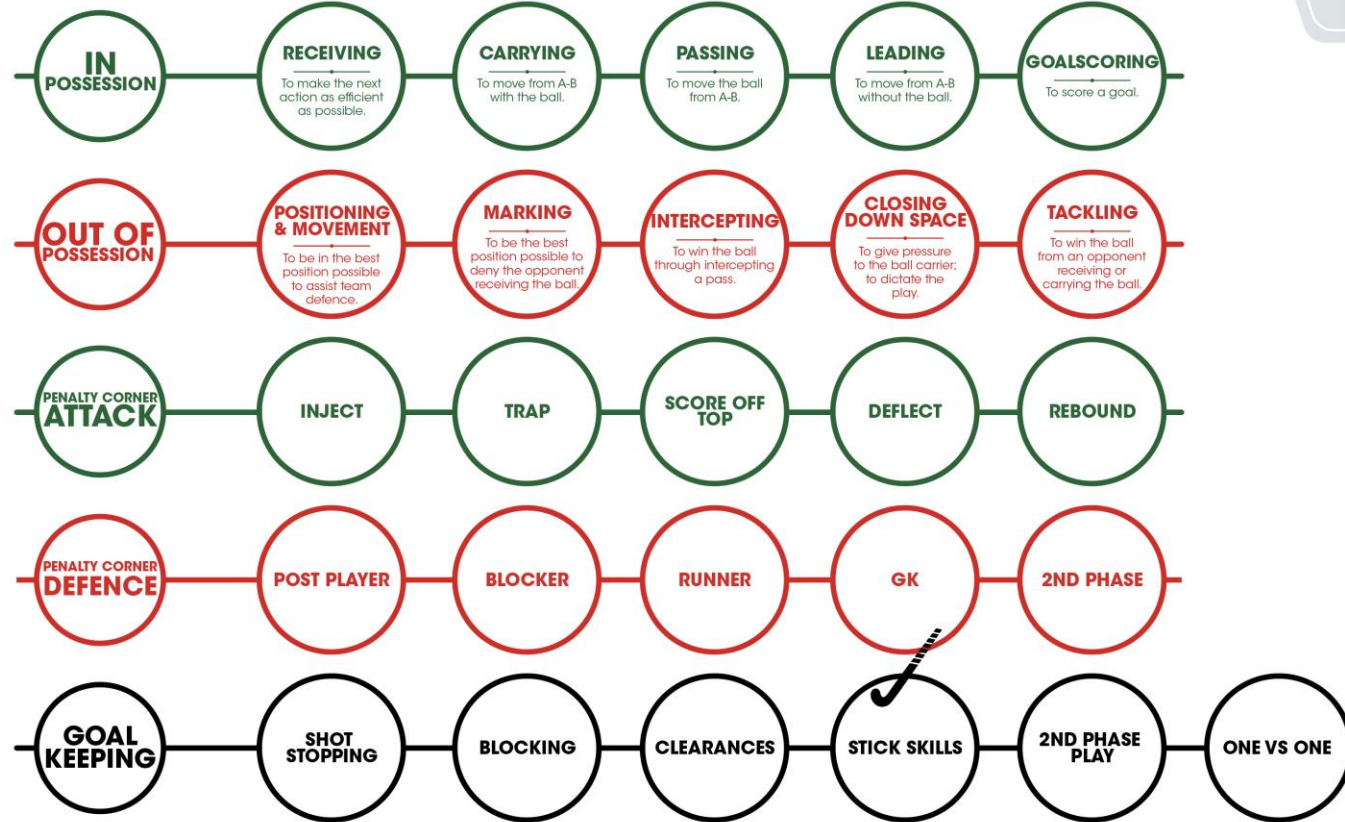 IN
POSSESSION
RECEIVING
To make the next
action as efficient
as possible.
CARRYING
To move from A-B
with the ball.
PASSING
To move the ball
from A-B.
LEADING
To move from A-B
without the ball.
GOALSCORING
To score a goal.
OUT OF
POSSESSION
POSITIONING
& MOVEMENT
To be in the best
position possible
to assist team
defence.
MARKING
To be the best
position possible to
deny the opponent
receiving the ball.
INTERCEPTING
To win the ball
through intercepting
a pass.
CLOSING
DOWN SPACE
To give pressure
to the ball carrier;
to dictate the
play.
TACKLING
To win the ball
from an opponent
receiving or
carrying the ball.
PENALTY CORNER
ATTACK
INJECT
TRAP
SCORE OFF
TOP
DEFLECT
REBOUND
PENALTY CORNER
DEFENCE
POST PLAYER
BLOCKER
RUNNER
GK
2ND PHASE
GOAL
KEEPING
SHOT
STOPPING
BLOCKING
CLEARANCES
STICK SKILLS
2ND PHASE
PLAY
ONE VS ONE